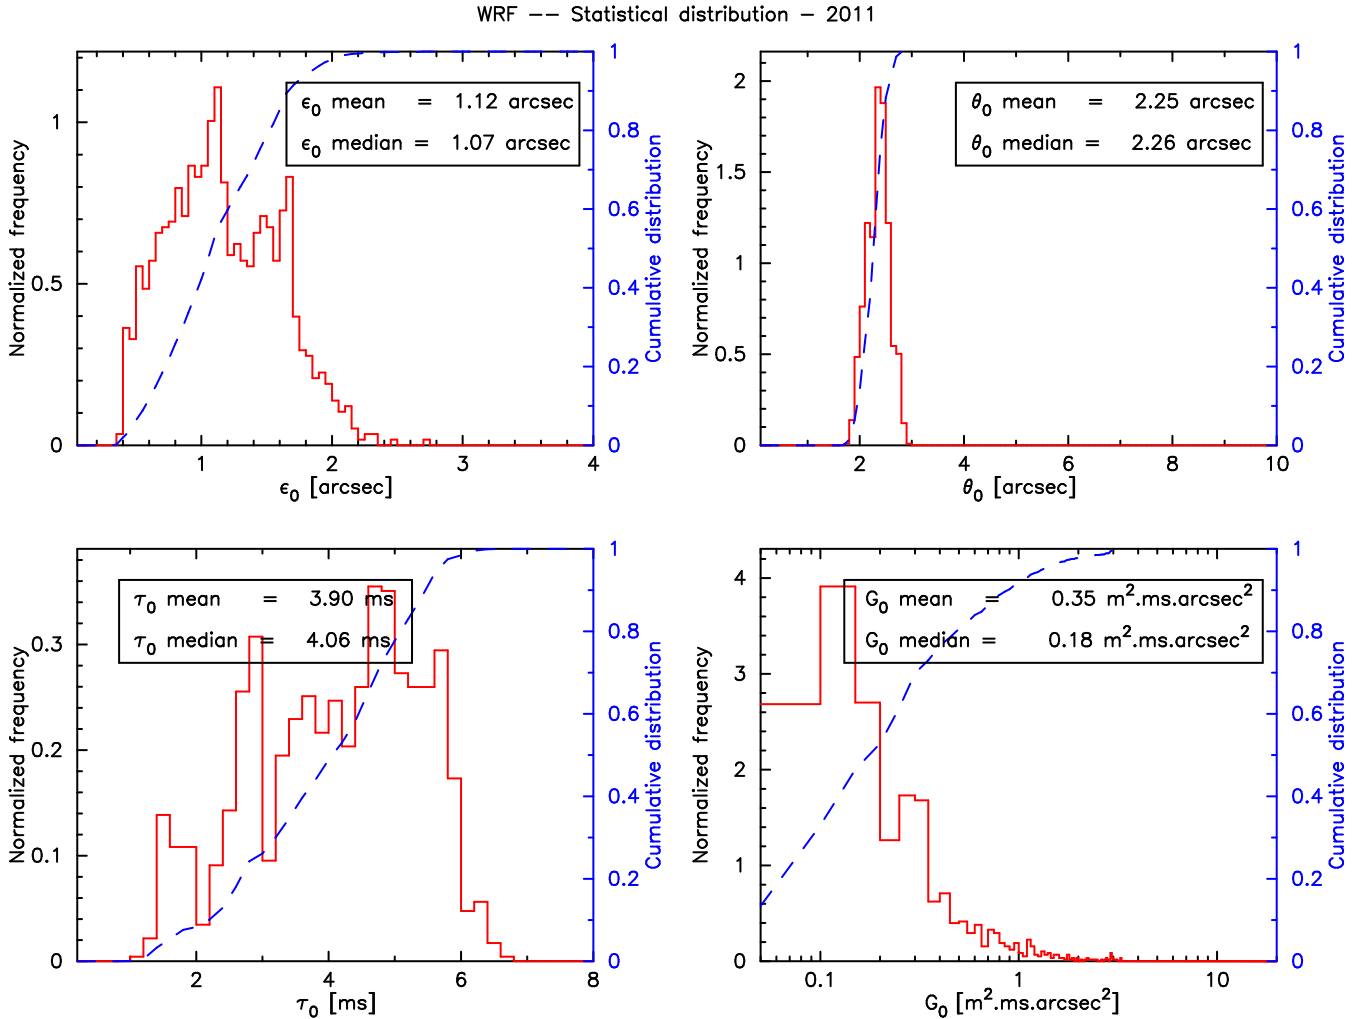 WRF -- Statistical distribution - 2011
ϵ0 mean = 1.12 arcsec
ϵ0 median = 1.07 arcsec
Normalized frequency
0
0.5
1
1
2
3
4
ϵ0 [arcsec]
0
0.2
0.4
0.6
0.8
1
Cumulative distribution
θ0 mean = 2.25 arcsec
θ0 median = 2.26 arcsec
Normalized frequency
0
0.5
1
1.5
2
2
4
6
8
10
θ0 [arcsec]
0
0.2
0.4
0.6
0.8
1
Cumulative distribution
τ0 mean = 3.90 ms
τ0 median = 4.06 ms
Normalized frequency
0
0.1
0.2
0.3
2
4
6
8
τ0 [ms]
0
0.2
0.4
0.6
0.8
1
Cumulative distribution
G0 mean = 0.35 m².ms.arcsec²
G0 median = 0.18 m².ms.arcsec²
Normalized frequency
0
1
2
3
4
0.1
1
10
G0 [m².ms.arcsec²]
0
0.2
0.4
0.6
0.8
1
Cumulative distribution